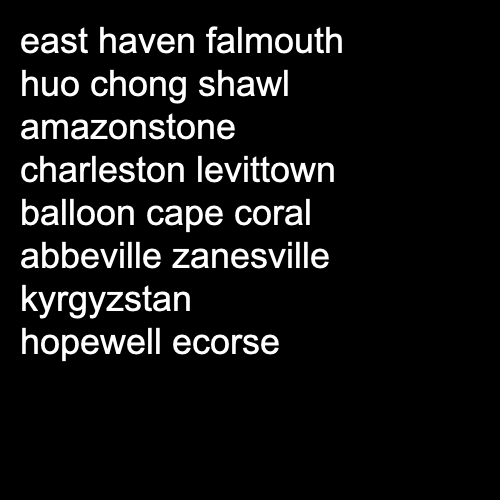 east haven falmouth
huo chong shawl
amazonstone
charleston levittown
balloon cape coral
abbeville zanesville
kyrgyzstan
hopewell ecorse